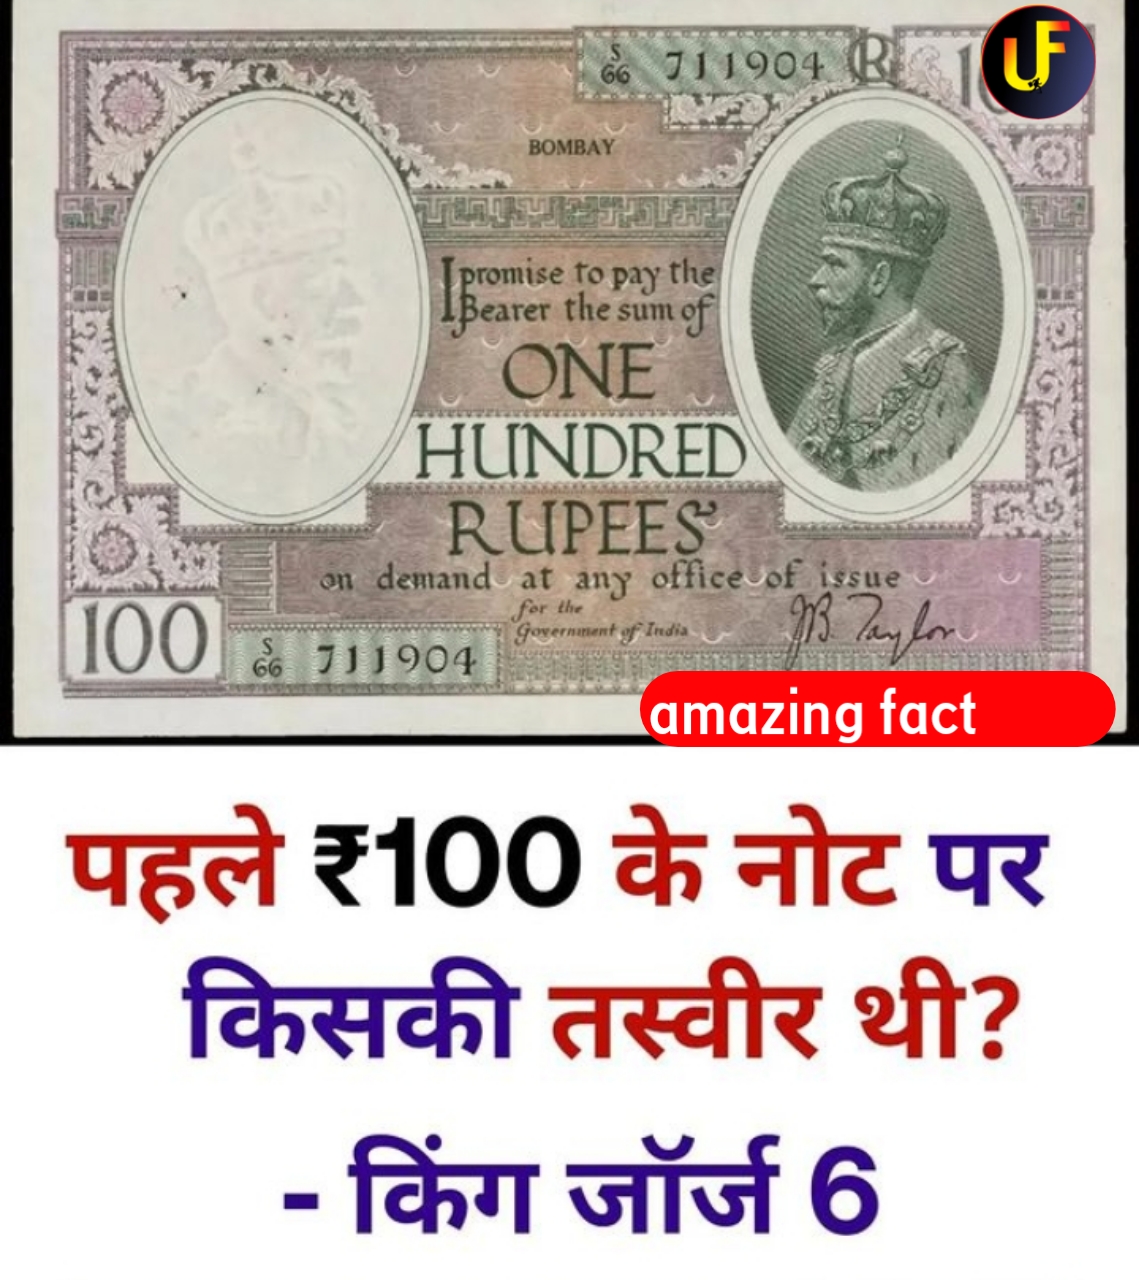 S/66 711904 R 10
UF
BOMBAY
I promise to pay the
Bearer the sum of
ONE
HUNDRED
RUPEES
on demand at any office of issue
for the
Government of India
JB. Taylor
100
S/66 711904
amazing fact
पहले ₹100 के नोट पर
किसकी तस्वीर थी?
- किंग जॉर्ज 6